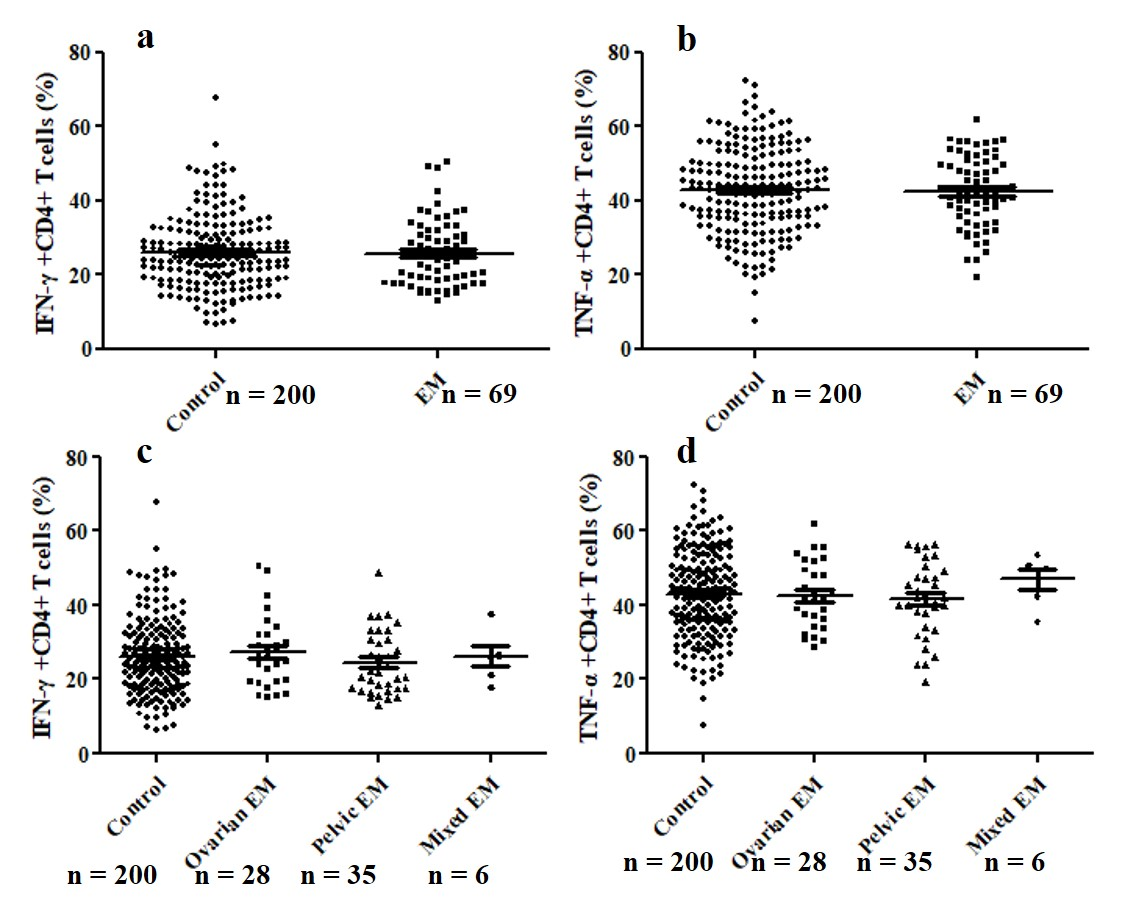 a
80
60
40
20
0
IFN-γ +CD4+ T cells (%)
Control
n = 200
EM
n = 69
b
80
60
40
20
0
TNF-α +CD4+ T cells (%)
Control
n = 200
EM
n = 69
c
80
60
40
20
0
IFN-γ +CD4+ T cells (%)
Control
Ovarian EM
Pelvic EM
Mixed EM
n = 200
n = 28
n = 35
n = 6
d
80
60
40
20
0
TNF-α +CD4+ T cells (%)
Control
Ovarian EM
Pelvic EM
Mixed EM
n = 200
n = 28
n = 35
n = 6